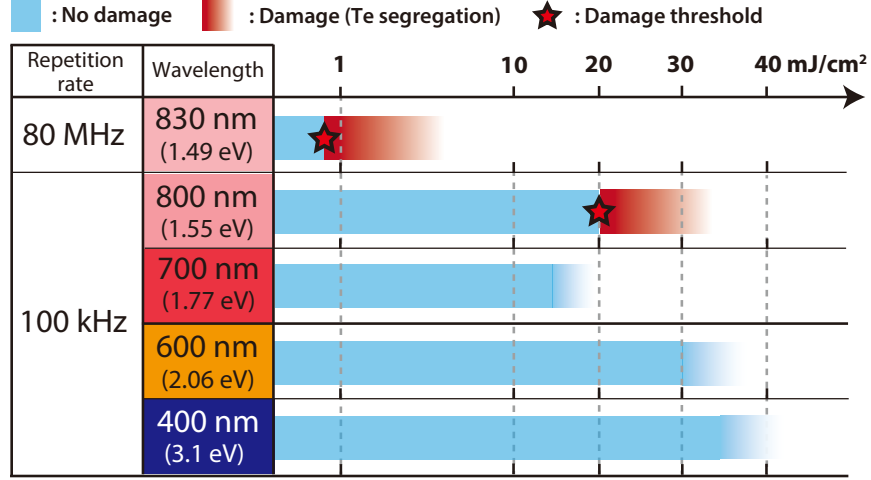 : No damage : Damage (Te segregation) : Damage threshold
Repetition rate Wavelength 1 10 20 30 40 mJ/cm²
80 MHz 830 nm
(1.49 eV)
100 kHz 800 nm
(1.55 eV)
700 nm
(1.77 eV)
600 nm
(2.06 eV)
400 nm
(3.1 eV)